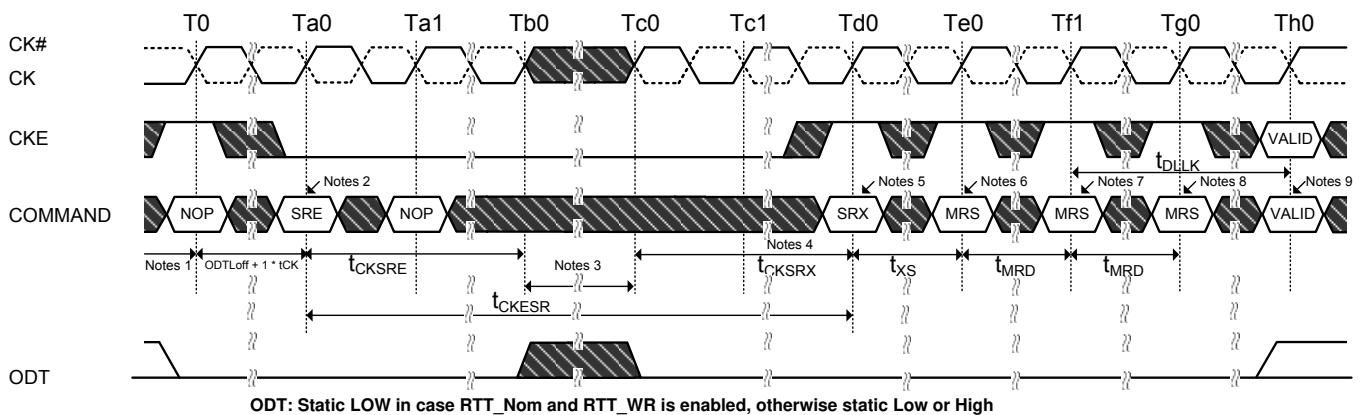 T0 Ta0 Ta1 Tb0 Tc0 Tc1 Td0 Te0 Tf1 Tg0 Th0
CK#
CK
CKE
VALID
tDLLK
Notes 2 Notes 5 Notes 6 Notes 7 Notes 8 Notes 9
COMMAND
NOP SRE NOP SRX MRS MRS MRS VALID
Notes 1 ODTLoff + 1 * tCK tCKSRE Notes 3 Notes 4 tCKSRX tXS tMRD tMRD
tCKESR
ODT
ODT: Static LOW in case RTT_Nom and RTT_WR is enabled, otherwise static Low or High